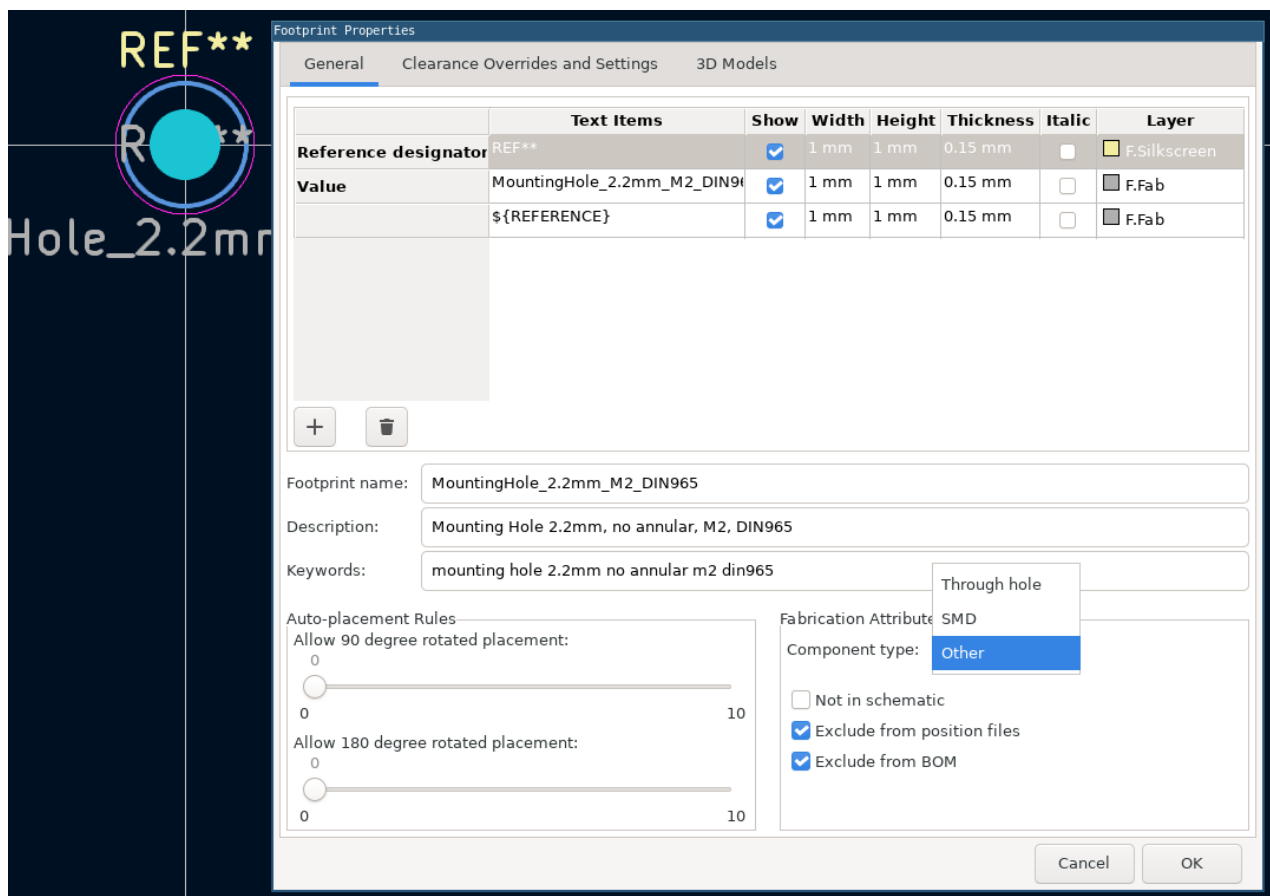 Footprint Properties
REF**
General Clearance Overrides and Settings 3D Models
Text Items Show Width Height Thickness Italic Layer
Reference designator REF** 1 mm 1 mm 0.15 mm F.Silkscreen
Value MountingHole_2.2mm_M2_DIN96 1 mm 1 mm 0.15 mm F.Fab
${REFERENCE} 1 mm 1 mm 0.15 mm F.Fab
Hole_2.2m
+
Footprint name: MountingHole_2.2mm_M2_DIN965
Description: Mounting Hole 2.2mm, no annular, M2, DIN965
Keywords: mounting hole 2.2mm no annular m2 din965
Auto-placement Rules
Allow 90 degree rotated placement:
0
0 10
Allow 180 degree rotated placement:
0
0 10
Fabrication Attribute
Component type:
Through hole
SMD
Other
Not in schematic
Exclude from position files
Exclude from BOM
Cancel OK